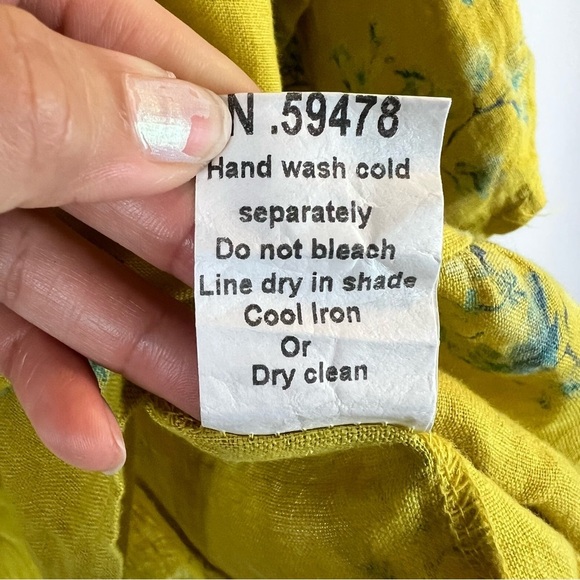 N .59478
Hand wash cold
separately
Do not bleach
Line dry in shade
Cool Iron
Or
Dry clean